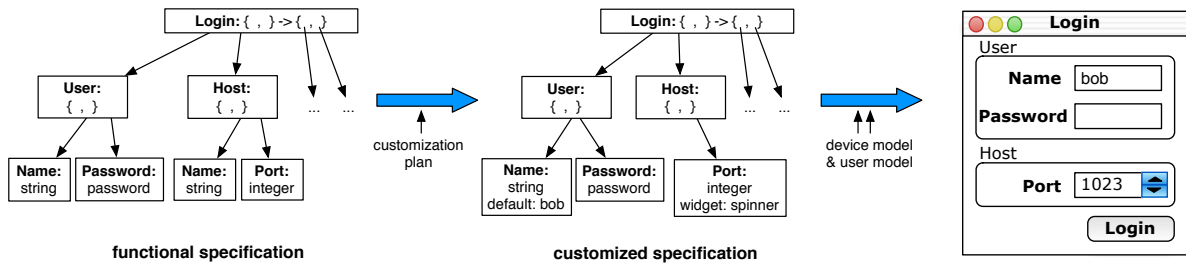 Login: { , } -> { , }
User:
{ , }
Host:
{ , }
... ...
Name:
string
Password:
password
Name:
string
Port:
integer
functional specification
customization
plan
Login: { , } -> { , }
User:
{ , }
Host:
{ , }
... ...
Name:
string
default: bob
Password:
password
Port:
integer
widget: spinner
customized specification
device model
& user model
Login
User
Name bob
Password
Host
Port 1023
Login